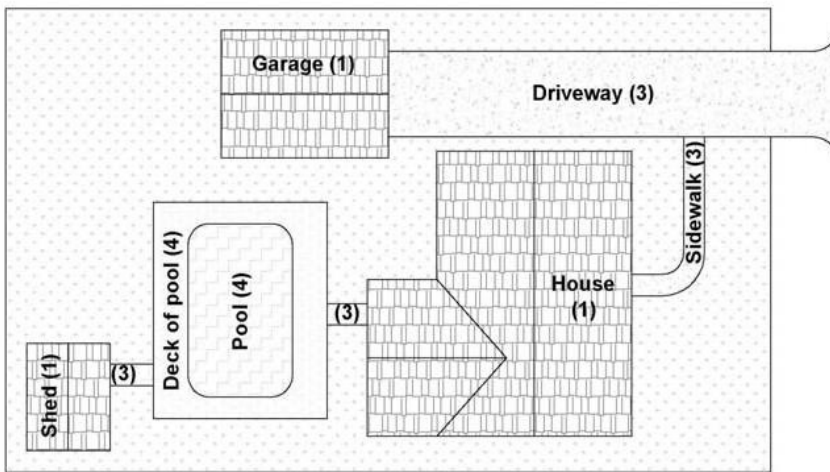 Garage (1)
Driveway (3)
Sidewalk (3)
Deck of pool (4)
Pool (4)
(3)
House
(1)
Shed (1)
(3)